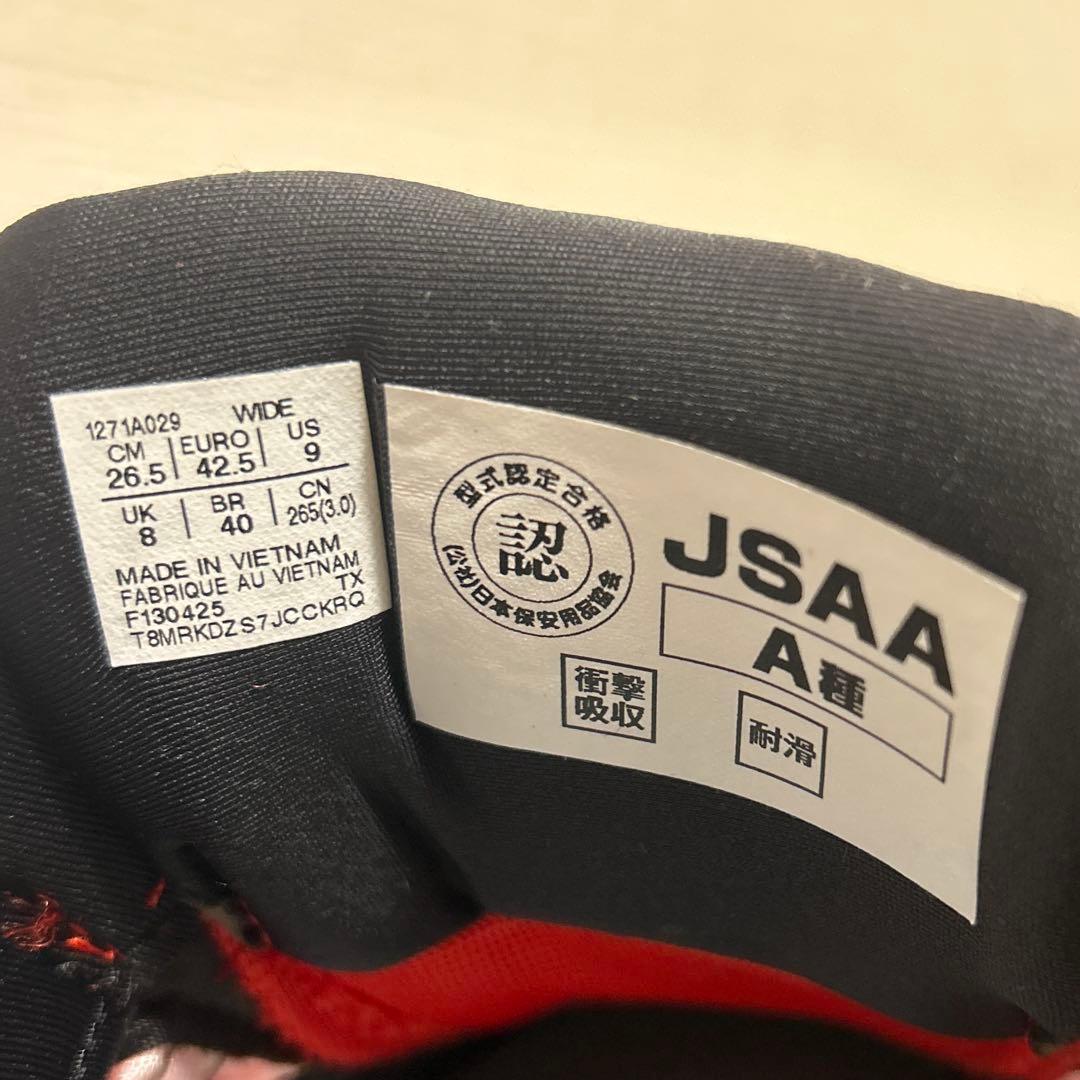 1271A029 WIDE
CM EURO US
26.5 42.5 9
UK BR CN
8 40 265(3.0)
MADE IN VIETNAM
FABRIQUE AU VIETNAM
F130425 TX
T8MRKDZS7JCCKRQ
型式認定合格
認
(公社)日本保安用品協会
JSAA
A種
衝撃
吸収
耐滑